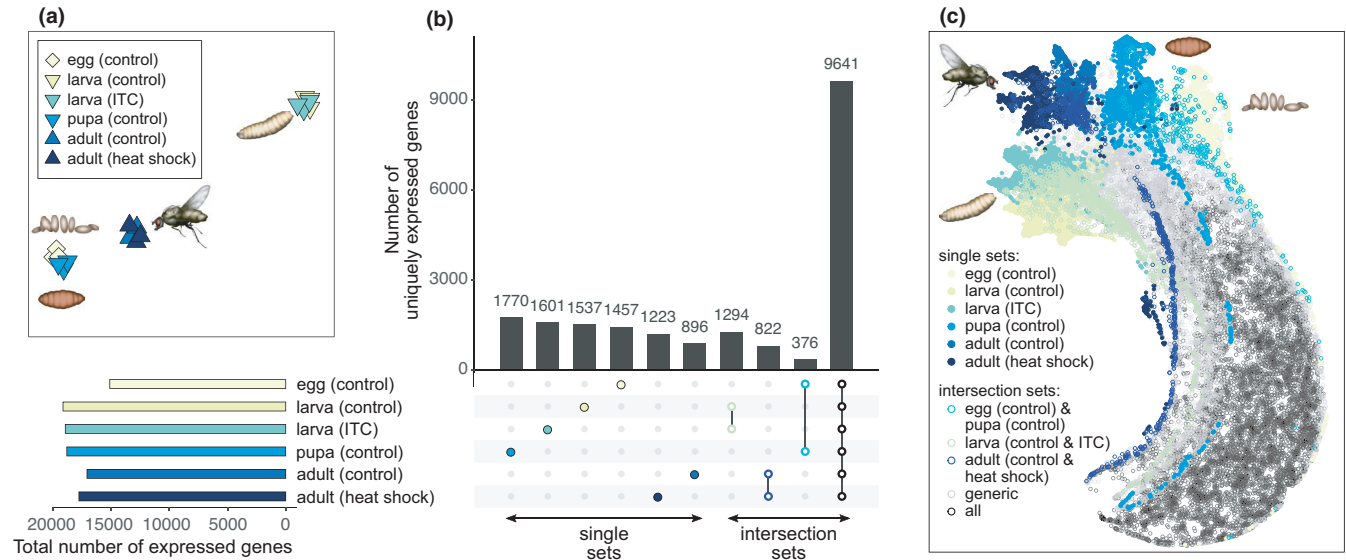 (a)
egg (control)
larva (control)
larva (ITC)
pupa (control)
adult (control)
adult (heat shock)
egg (control)
larva (control)
larva (ITC)
pupa (control)
adult (control)
adult (heat shock)
20000 15000 10000 5000 0
Total number of expressed genes
(b)
Number of
uniquely expressed genes
9000
6000
3000
0
1770 1601 1537 1457 1223 896 1294 822 376 9641
single
sets
intersection
sets
(c)
single sets:
egg (control)
larva (control)
larva (ITC)
pupa (control)
adult (control)
adult (heat shock)
intersection sets:
egg (control) &
pupa (control)
larva (control & ITC)
adult (control &
heat shock)
generic
all